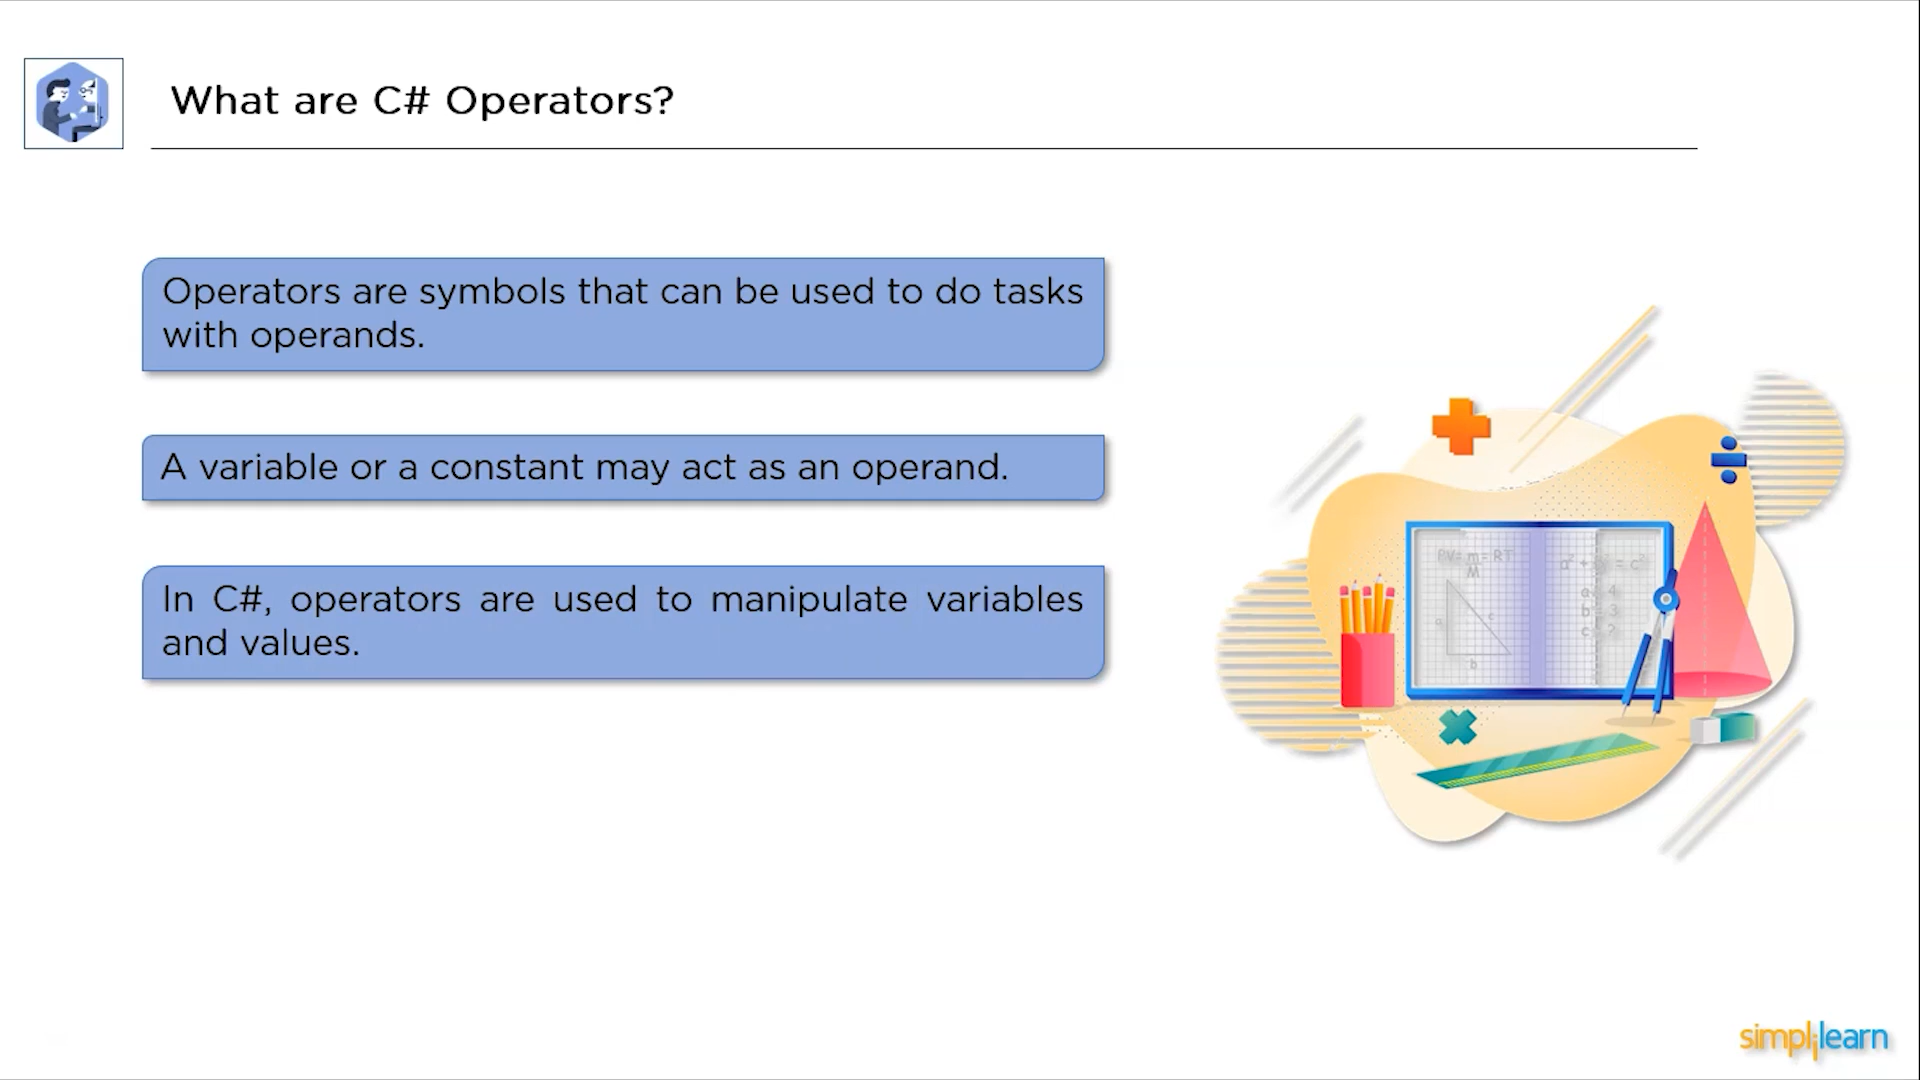 What are C# Operators?
Operators are symbols that can be used to do tasks
with operands.
A variable or a constant may act as an operand.
In C#, operators are used to manipulate variables
and values.
simplilearn